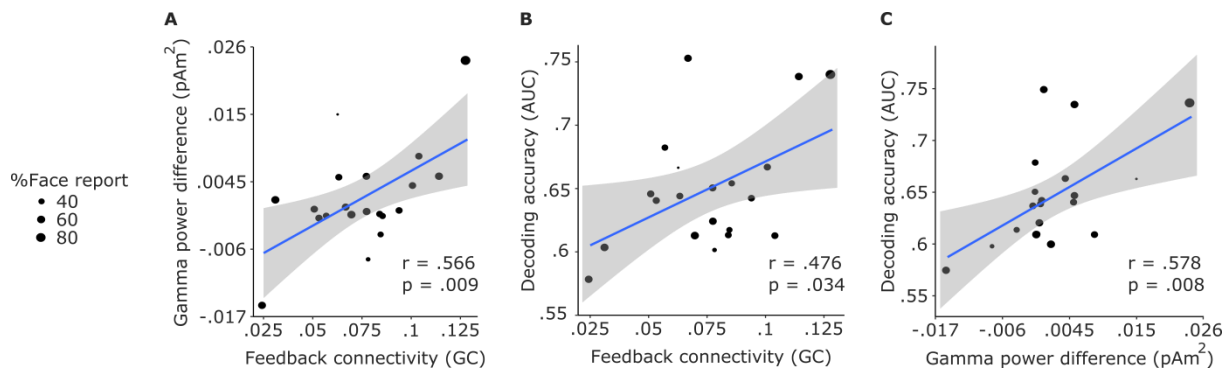 %Face report
40
60
80
A
Gamma power difference (pAm²)
.026
.015
.0045
-.006
-.017
.025
.05
.075
.1
.125
Feedback connectivity (GC)
r = .566
p = .009
B
Decoding accuracy (AUC)
.75
.7
.65
.6
.55
.025
.05
.075
.1
.125
Feedback connectivity (GC)
r = .476
p = .034
C
Decoding accuracy (AUC)
.75
.7
.65
.6
.55
-.017
-.006
.0045
.015
.026
Gamma power difference (pAm²)
r = .578
p = .008